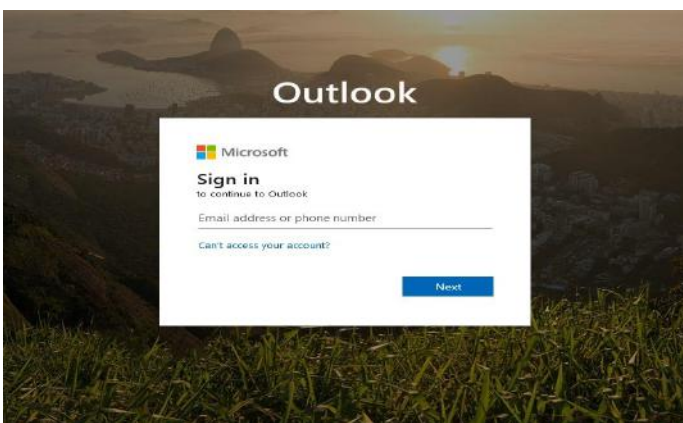 Outlook
Microsoft
Sign in
to continue to Outlook
Email address or phone number
Can't access your account?
Next